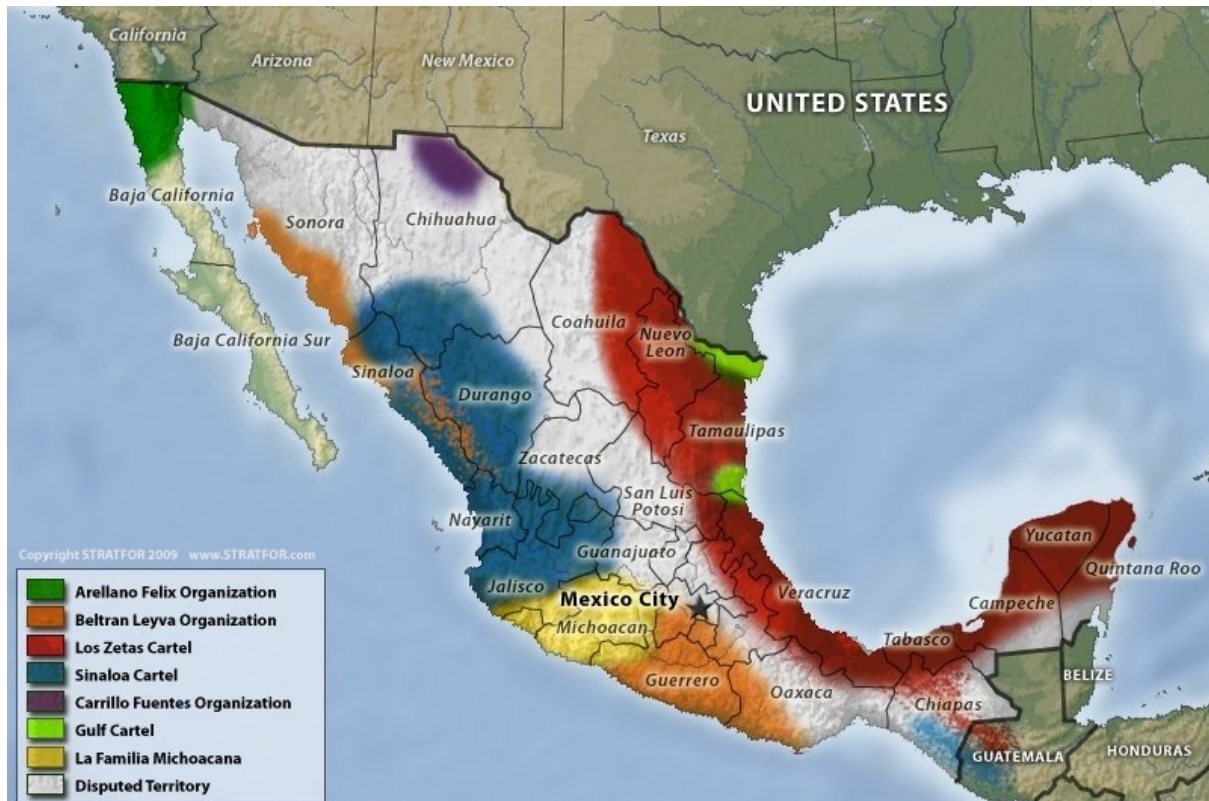 California
Arizona
New Mexico
UNITED STATES
Texas
Baja California
Sonora
Chihuahua
Baja California Sur
Coahuila
Nuevo
Leon
Sinaloa
Durango
Tamaulipas
Zacatecas
San Luis
Potosi
Nayarit
Guanajuato
Yucatan
Quintana Roo
Jalisco
Mexico City
Veracruz
Campeche
Michoacan
Tabasco
Guerrero
Oaxaca
Chiapas
BELIZE
GUATEMALA
HONDURAS
Copyright STRATFOR 2009 www.STRATFOR.com
Arellano Felix Organization
Beltran Leyva Organization
Los Zetas Cartel
Sinaloa Cartel
Carrillo Fuentes Organization
Gulf Cartel
La Familia Michoacana
Disputed Territory